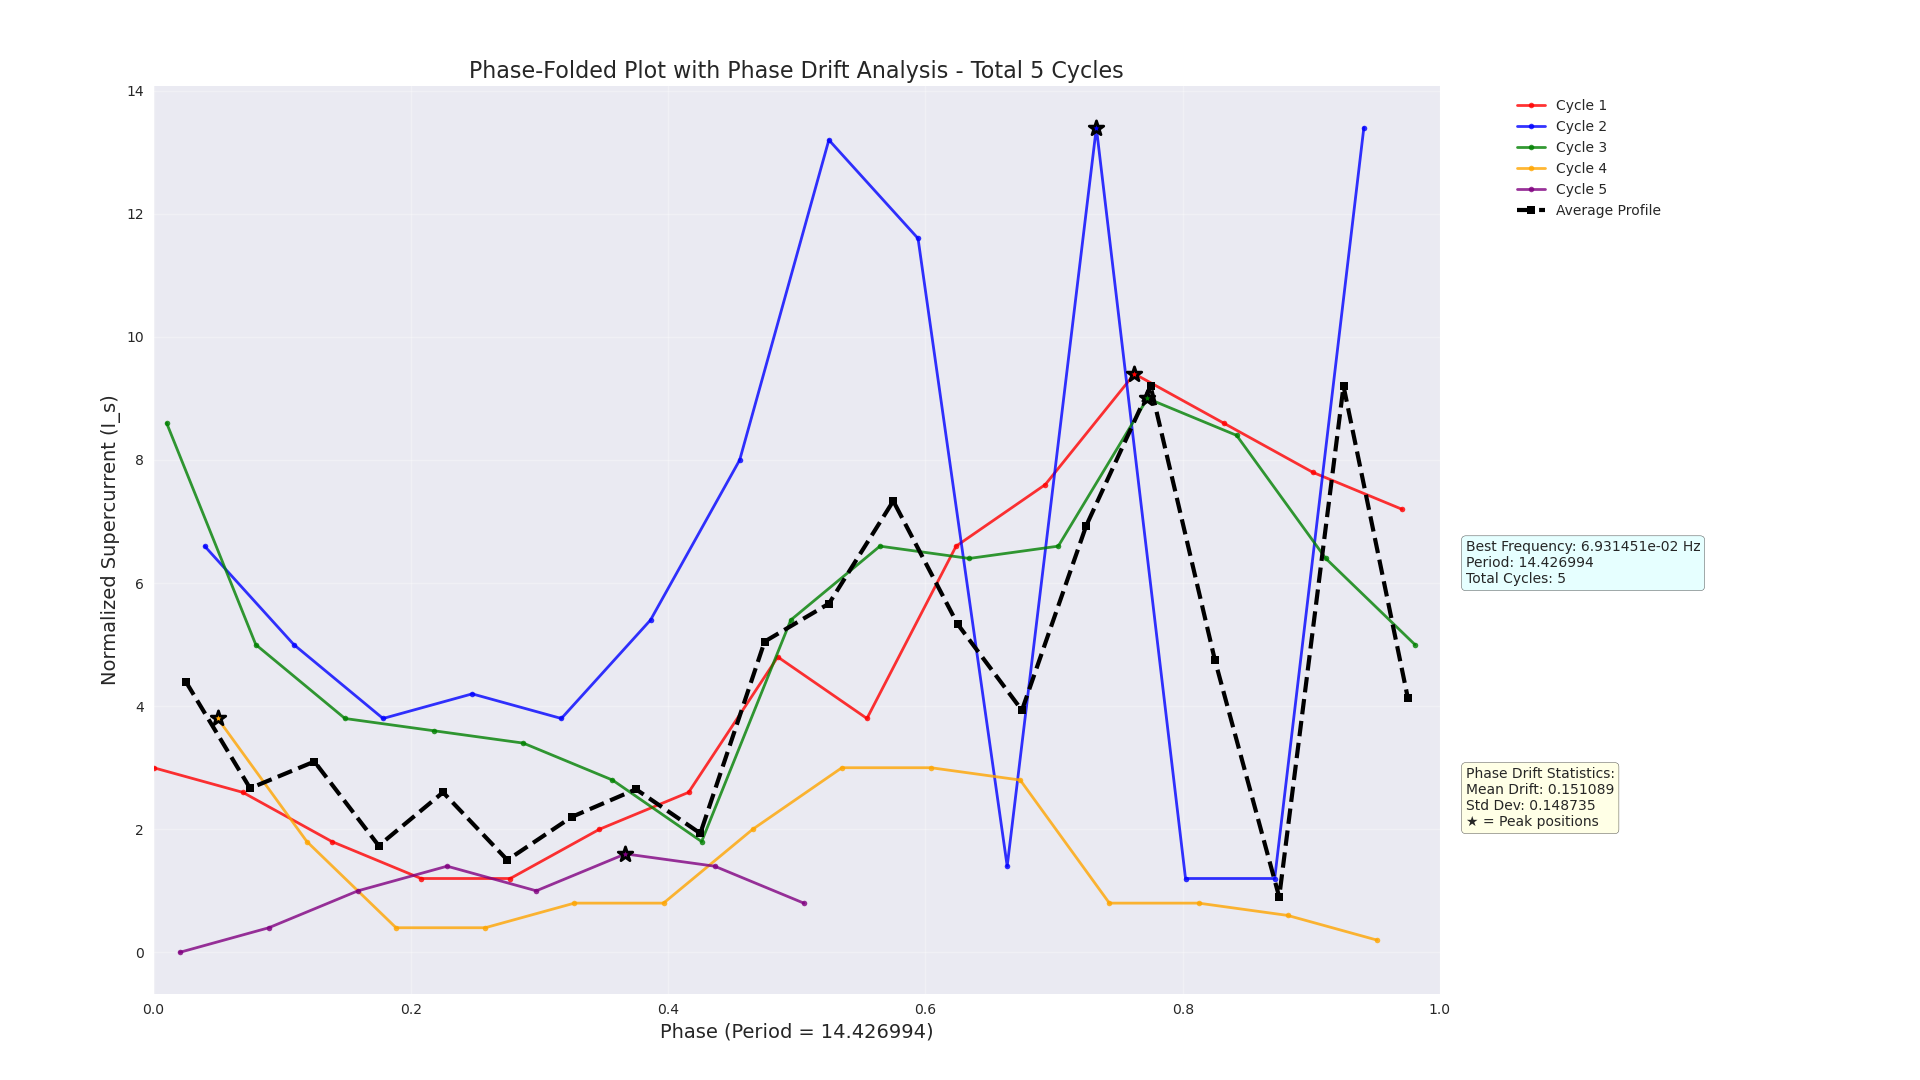 Phase-Folded Plot with Phase Drift Analysis - Total 5 Cycles
Normalized Supercurrent (I_s)
14
12
10
8
6
4
2
0
0.0
0.2
0.4
0.6
0.8
1.0
Phase (Period = 14.426994)
Cycle 1
Cycle 2
Cycle 3
Cycle 4
Cycle 5
Average Profile
Best Frequency: 6.931451e-02 Hz
Period: 14.426994
Total Cycles: 5
Phase Drift Statistics:
Mean Drift: 0.151089
Std Dev: 0.148735
★ = Peak positions